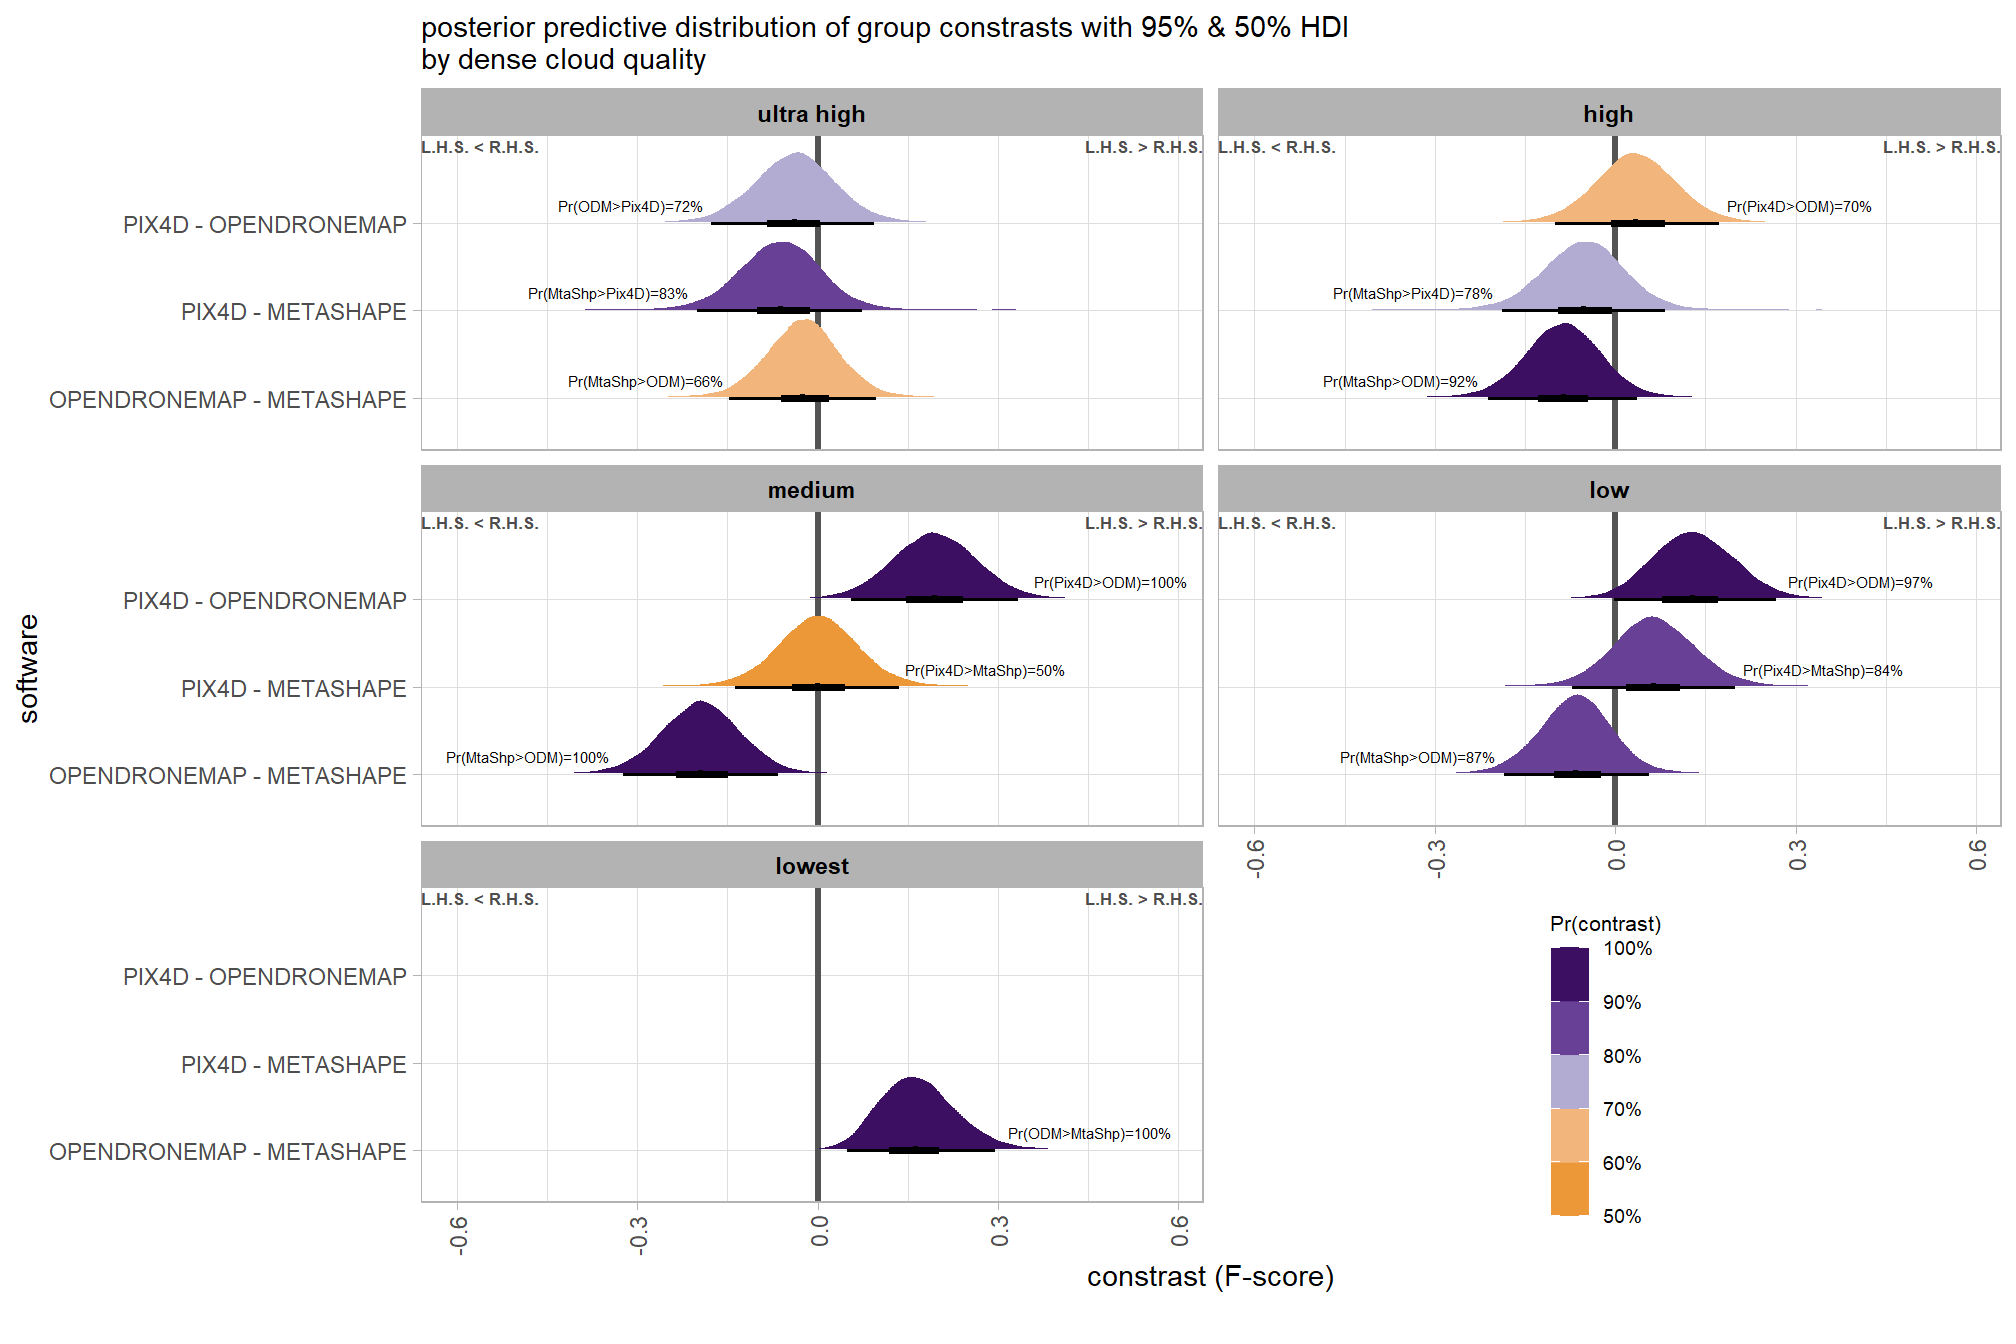 posterior predictive distribution of group constrasts with 95% & 50% HDI
by dense cloud quality
ultra high
L.H.S. < R.H.S.
L.H.S. > R.H.S.
PIX4D - OPENDRONEMAP
Pr(ODM>Pix4D)=72%
PIX4D - METASHAPE
Pr(MtaShp>Pix4D)=83%
OPENDRONEMAP - METASHAPE
Pr(MtaShp>ODM)=66%
high
L.H.S. < R.H.S.
L.H.S. > R.H.S.
Pr(Pix4D>ODM)=70%
Pr(MtaShp>Pix4D)=78%
Pr(MtaShp>ODM)=92%
medium
L.H.S. < R.H.S.
L.H.S. > R.H.S.
PIX4D - OPENDRONEMAP
Pr(Pix4D>ODM)=100%
PIX4D - METASHAPE
Pr(Pix4D>MtaShp)=50%
OPENDRONEMAP - METASHAPE
Pr(MtaShp>ODM)=100%
low
L.H.S. < R.H.S.
L.H.S. > R.H.S.
Pr(Pix4D>ODM)=97%
Pr(Pix4D>MtaShp)=84%
Pr(MtaShp>ODM)=87%
-0.6
-0.3
0.0
0.3
0.6
lowest
L.H.S. < R.H.S.
L.H.S. > R.H.S.
PIX4D - OPENDRONEMAP
PIX4D - METASHAPE
OPENDRONEMAP - METASHAPE
Pr(ODM>MtaShp)=100%
-0.6
-0.3
0.0
0.3
0.6
software
constrast (F-score)
Pr(contrast)
100%
90%
80%
70%
60%
50%